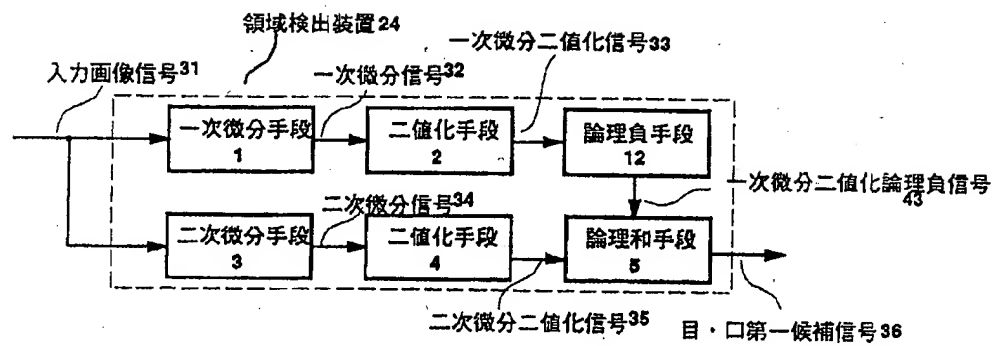 領域検出装置24
一次微分二値化信号33
入力画像信号31
一次微分信号32
一次微分手段
1
二値化手段
2
論理負手段
12
一次微分二値化論理負信号
43
二次微分信号34
二次微分手段
3
二値化手段
4
論理和手段
5
二次微分二値化信号35
目・口第一候補信号36